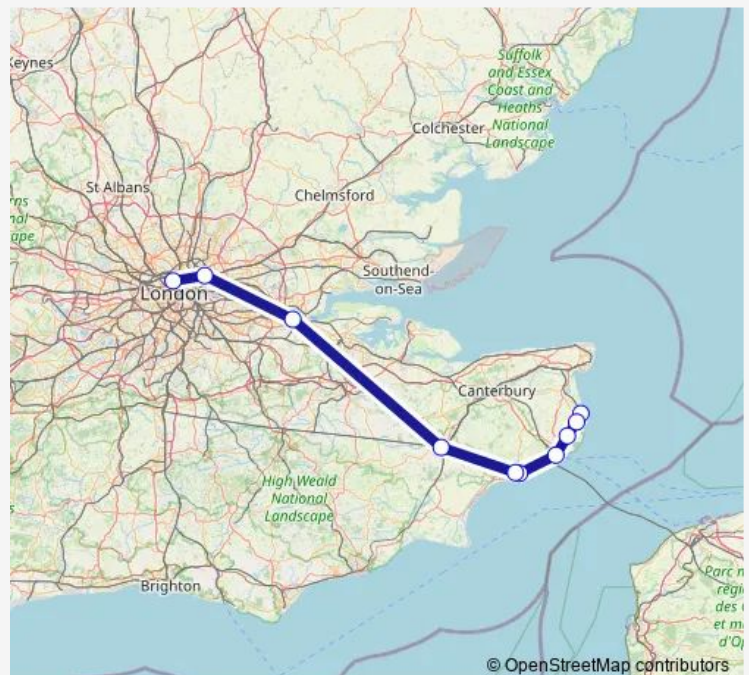 Suffolk
and Essex
Coast and
Heaths
National
Landscape
Keynes
Colchester
St Albans
Chelmsford
Southend-
on-Sea
London
Canterbury
High Weald
National
Landscape
Brighton
Parc n
régi
des
et m
d'Op
© OpenStreetMap contributors